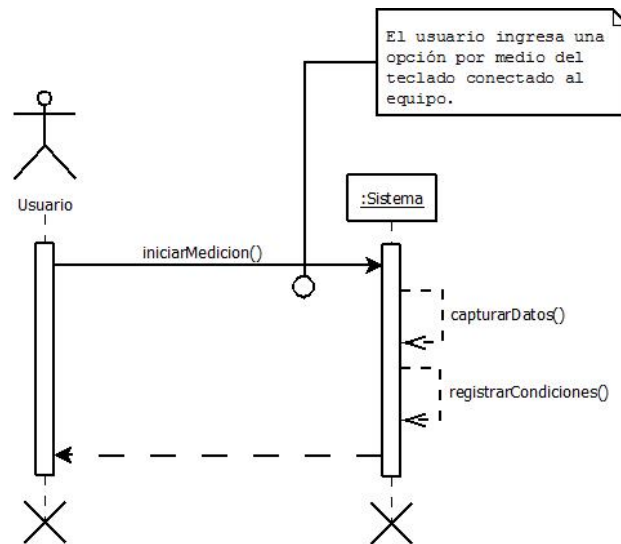 El usuario ingresa una
opción por medio del
teclado conectado al
equipo.
Usuario
:Sistema
iniciarMedicion()
capturarDatos()
registrarCondiciones()